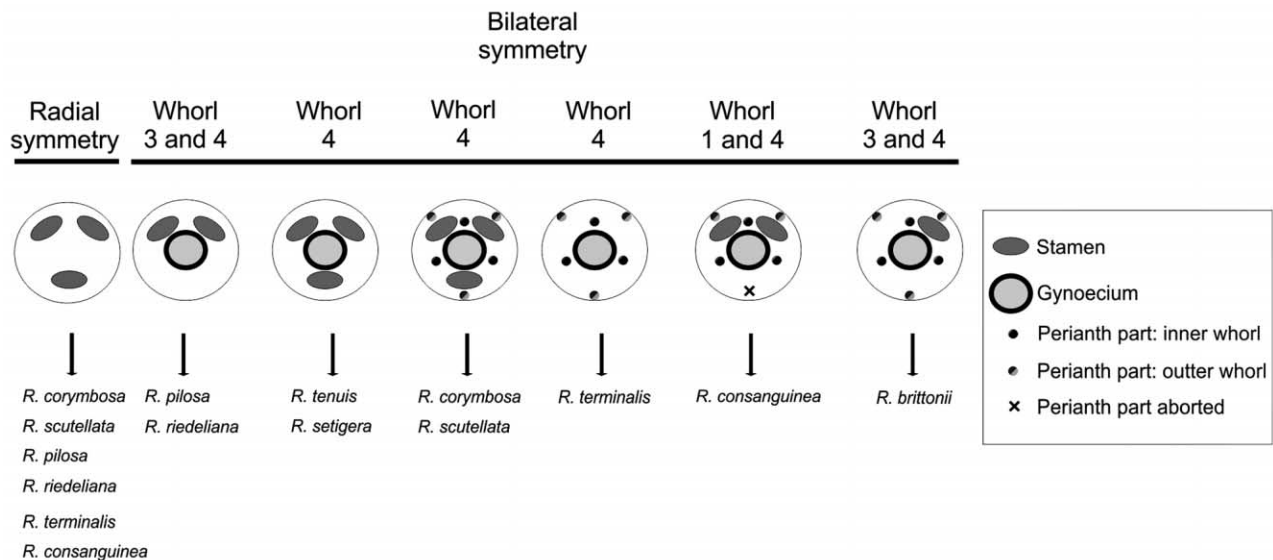 Bilateral
symmetry
Radial
symmetry
Whorl
3 and 4
Whorl
4
Whorl
4
Whorl
4
Whorl
1 and 4
Whorl
3 and 4
R. corymbosa
R. scutellata
R. pilosa
R. riedeliana
R. terminalis
R. consanguinea
R. pilosa
R. riedeliana
R. tenuis
R. setigera
R. corymbosa
R. scutellata
R. terminalis
R. consanguinea
R. brittonii
Stamen
Gynoecium
Perianth part: inner whorl
Perianth part: outter whorl
Perianth part aborted